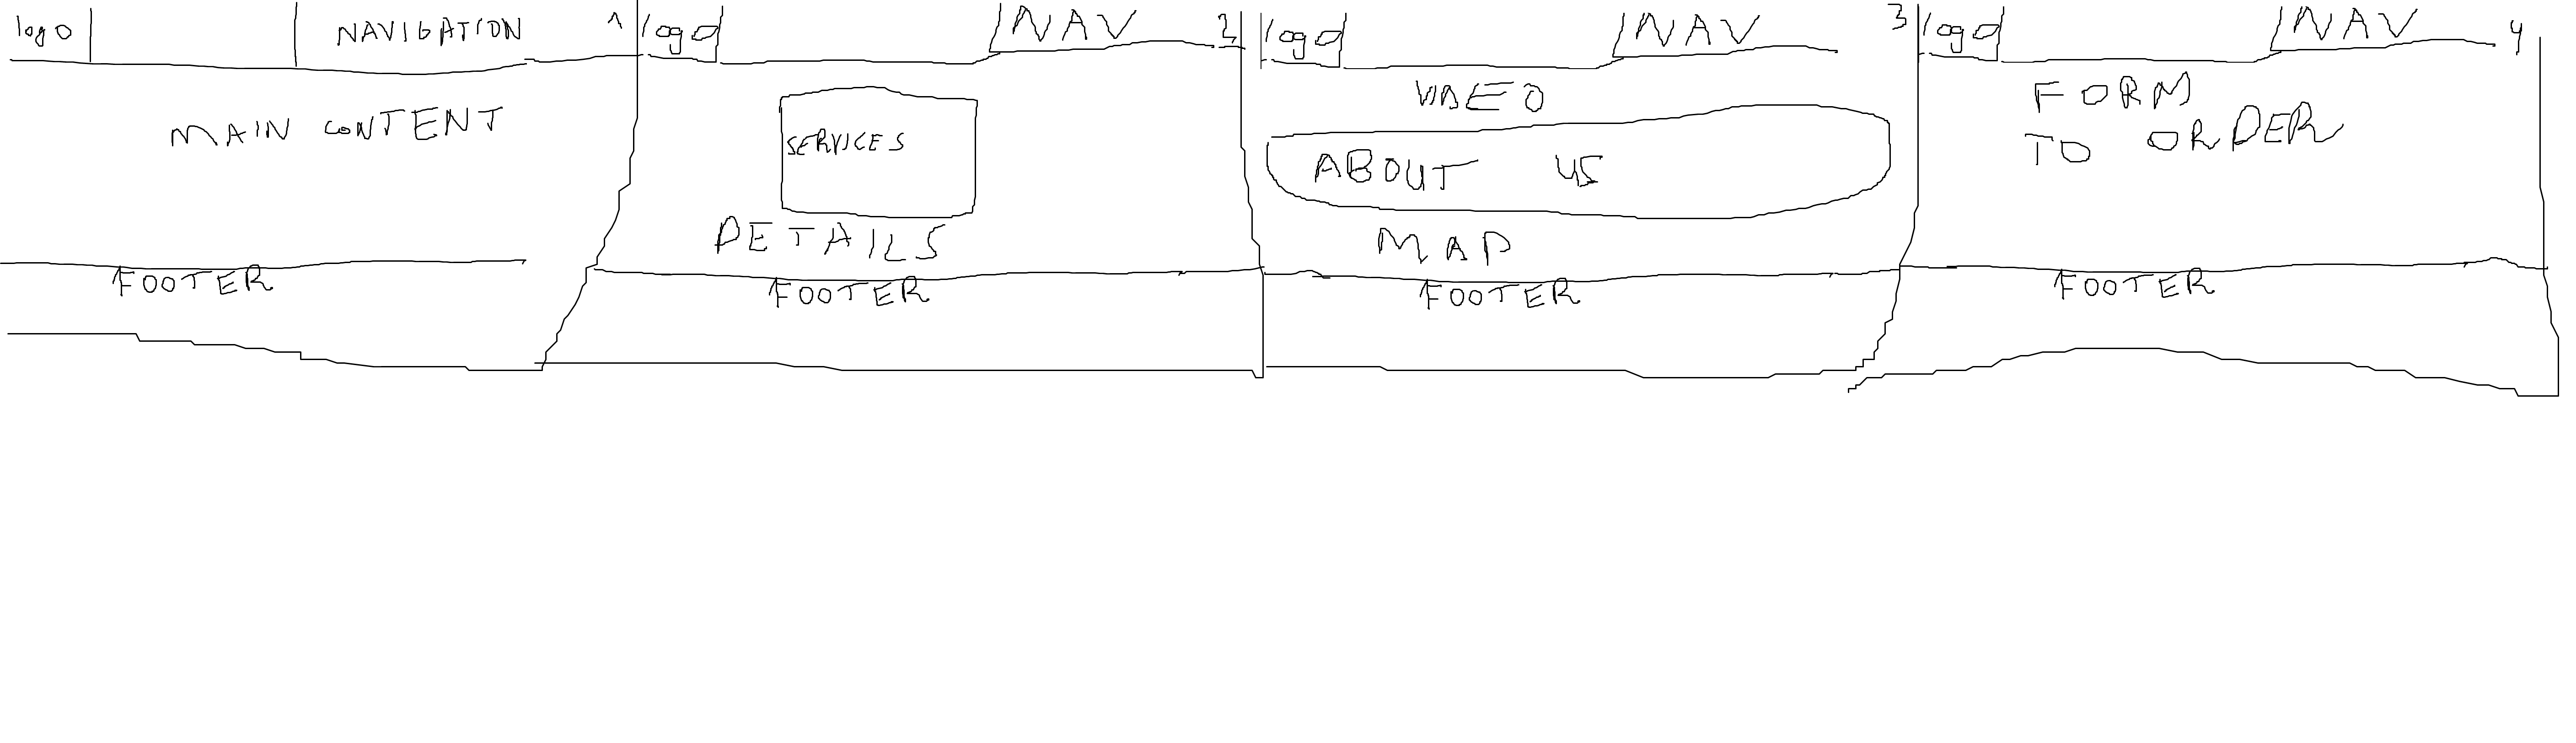 logo NAVIGATION 1
MAIN CONTENT
FOOTER
logo NAV 2
SERVICES
DETAILS
FOOTER
logo NAV 3
VIDEO
ABOUT US
MAP
FOOTER
logo NAV 4
FORM
TO ORDER
FOOTER